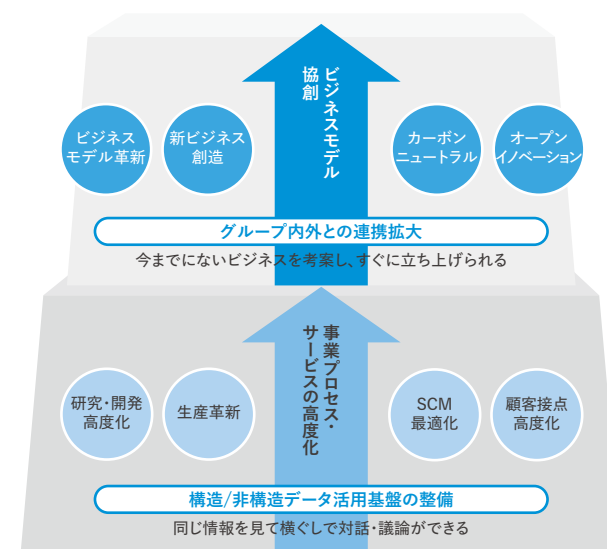 ビジネスモデル
協創
ビジネス
モデル革新
新ビジネス
創造
カーボン
ニュートラル
オープン
イノベーション
グループ内外との連携拡大
今までにないビジネスを考案し、すぐに立ち上げられる
事業プロセス・
サービスの高度化
研究・開発
高度化
生産革新
SCM
最適化
顧客接点
高度化
構造/非構造データ活用基盤の整備
同じ情報を見て横ぐしで対話・議論ができる